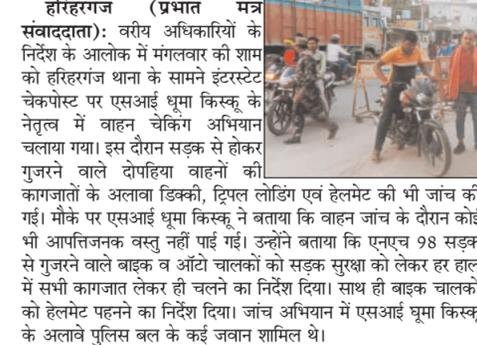 हरिहरगंज (प्रभात मत्र
संवाददाता): वरीय अधिकारियों के
निर्देश के आलोक में मंगलवार की शाम
को हरिहरगंज थाना के सामने इंटरस्टेट
चेकपोस्ट पर एसआई धूमा किस्कू के
नेतृत्व में वाहन चेकिंग अभियान
चलाया गया। इस दौरान सड़क से होकर
गुजरने वाले दोपहिया वाहनों की
कागजातों के अलावा डिक्की, ट्रिपल लोडिंग एवं हेलमेट की भी जांच की
गई। मौके पर एसआई धूमा किस्कू ने बताया कि वाहन जांच के दौरान कोई
भी आपत्तिजनक वस्तु नहीं पाई गई। उन्होंने बताया कि एनएच 98 सड़क
से गुजरने वाले बाइक व ऑटो चालकों को सड़क सुरक्षा को लेकर हर हाल
में सभी कागजात लेकर ही चलने का निर्देश दिया। साथ ही बाइक चालको
को हेलमेट पहनने का निर्देश दिया। जांच अभियान में एसआई घूमा किस्कू
के अलावे पुलिस बल के कई जवान शामिल थे।